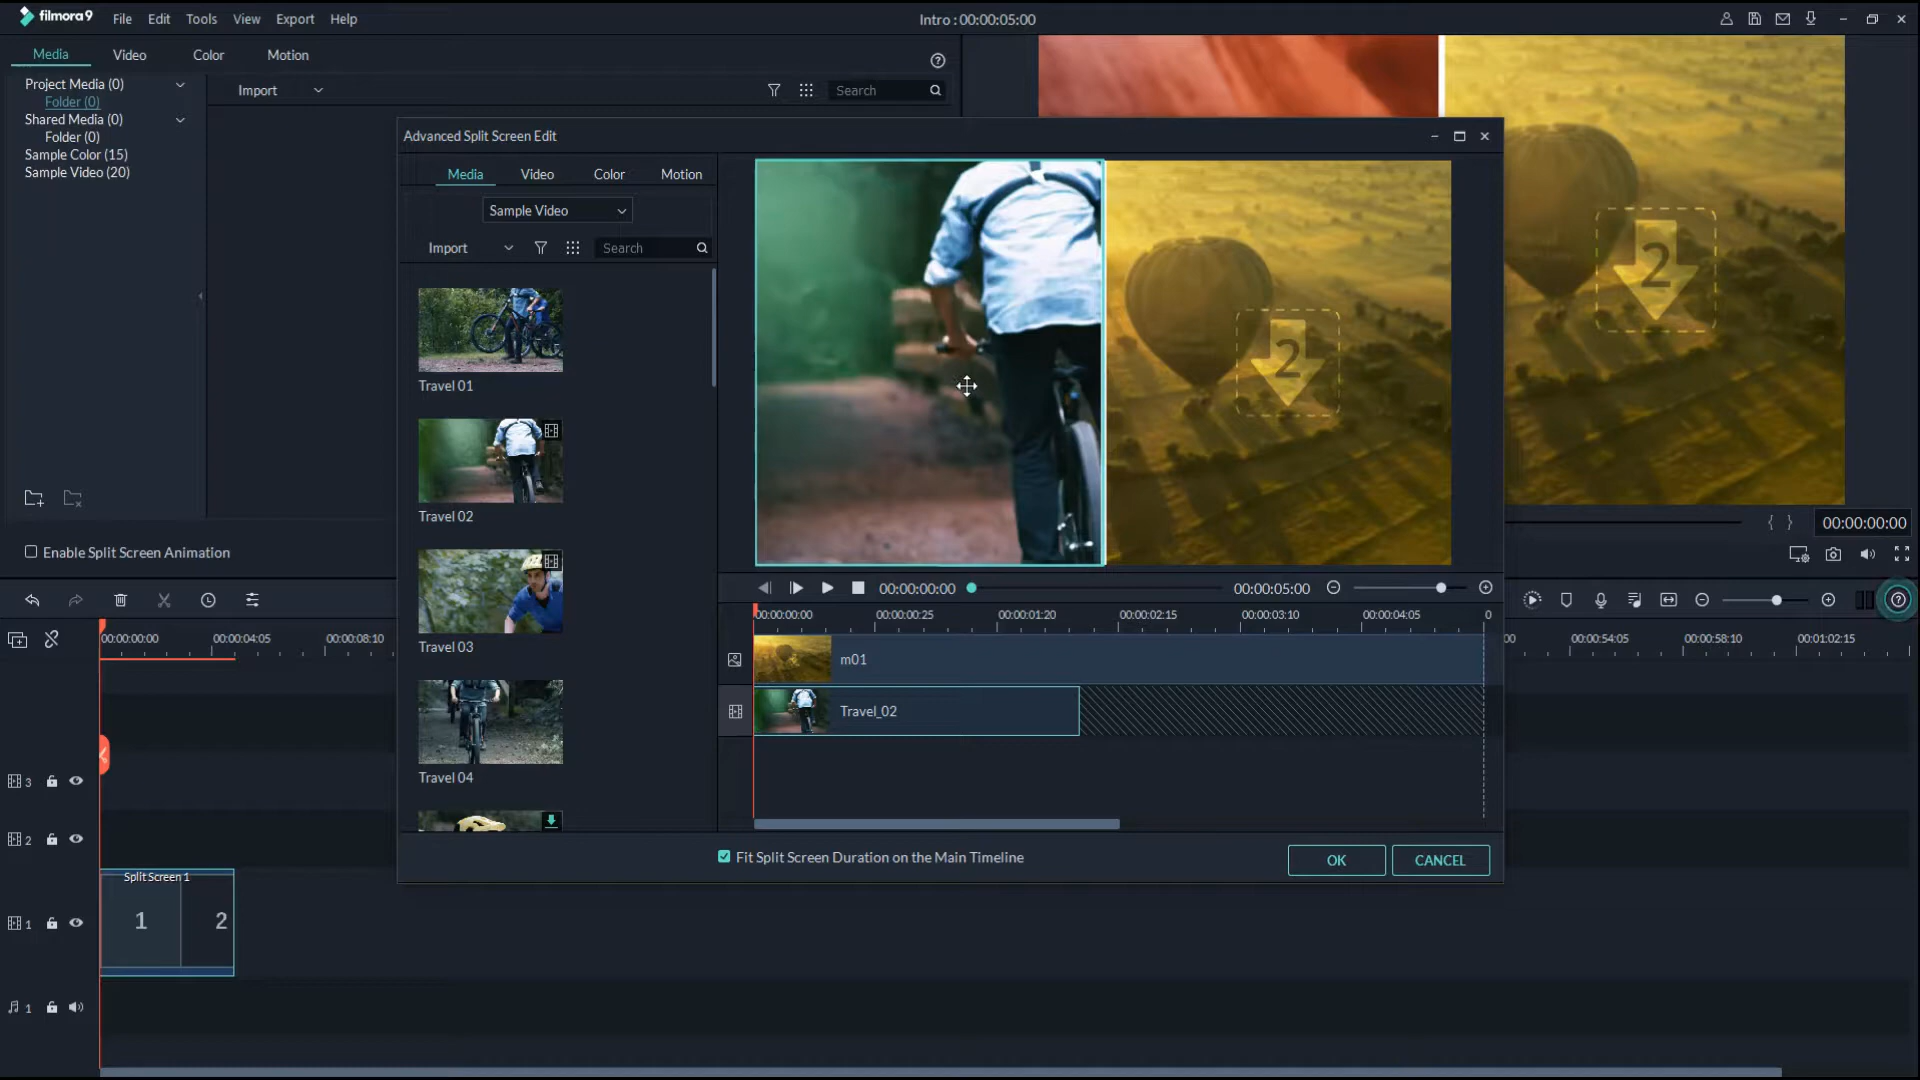 filmora9 File Edit Tools View Export Help
Intro : 00:00:05:00
Media Video Color Motion
Project Media (0)
Folder (0)
Shared Media (0)
Folder (0)
Sample Color (15)
Sample Video (20)
Import
Search
Enable Split Screen Animation
Advanced Split Screen Edit
Media Video Color Motion
Sample Video
Import
Search
Travel 01
Travel 02
Travel 03
Travel 04
2
2
00:00:00:00
00:00:00:00
00:00:05:00
00:00:00:00 00:00:00:25 00:00:01:20 00:00:02:15 00:00:03:10 00:00:04:05 0
m01
Travel_02
Fit Split Screen Duration on the Main Timeline
OK CANCEL
00:00:00:00 00:00:04:05 00:00:08:10
00 00:00:54:05 00:00:58:10 00:01:02:15
3
2
Split Screen 1
1 2
1
1